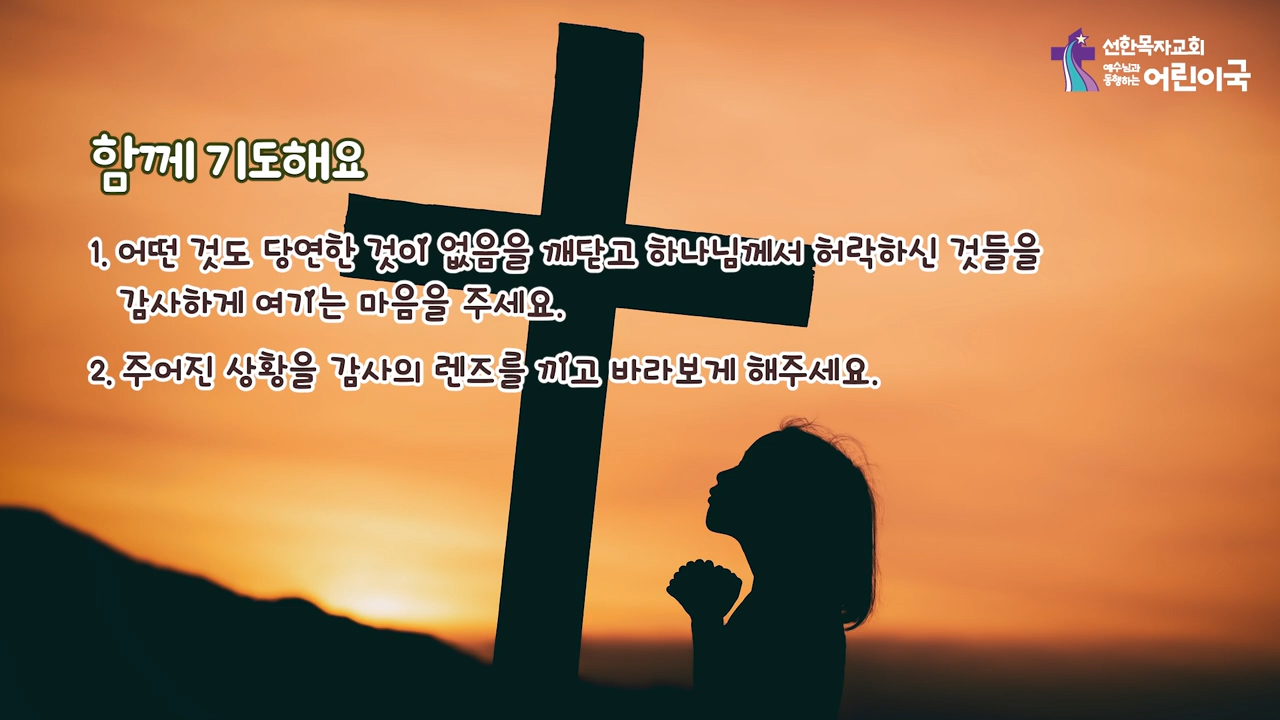 선한목자교회
예수님과
동행하는 어린이국
함께 기도해요
1. 어떤 것도 당연한 것이 없음을 깨닫고 하나님께서 허락하신 것들을
감사하게 여기는 마음을 주세요.
2. 주어진 상황을 감사의 렌즈를 끼고 바라보게 해주세요.